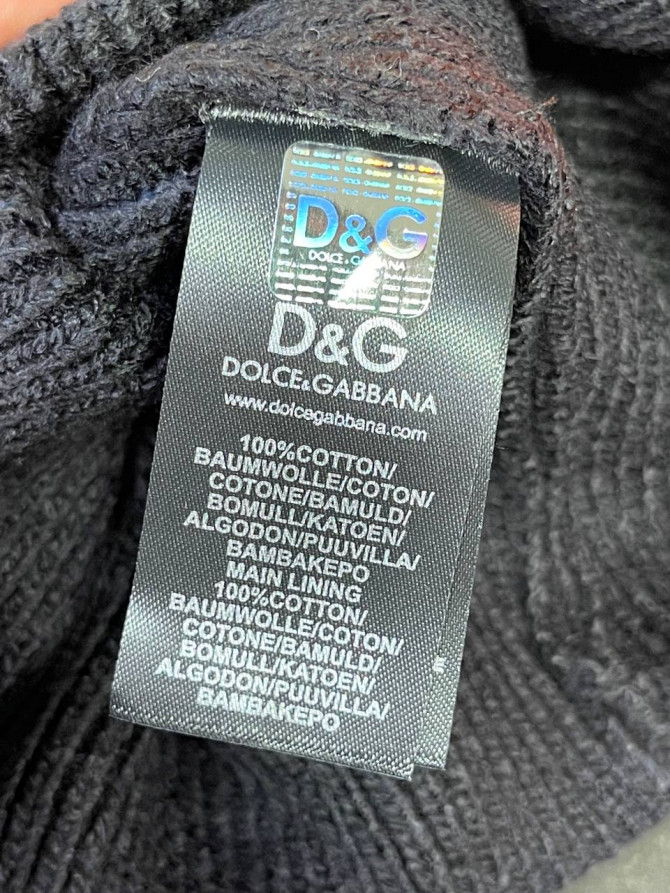 D&G
DOLCE & GABBANA
D&G
DOLCE&GABBANA
www.dolcegabbana.com
100%COTTON/
BAUMWOLLE/COTON/
COTONE/BAMULD/
BOMULL/KATOEN/
ALGODON/PUUVILLA/
BAMBAKEPO
MAIN LINING
100%COTTON/
BAUMWOLLE/COTON/
COTONE/BAMULD/
BOMULL/KATOEN/
ALGODON/PUUVILLA/
BAMBAKEPO